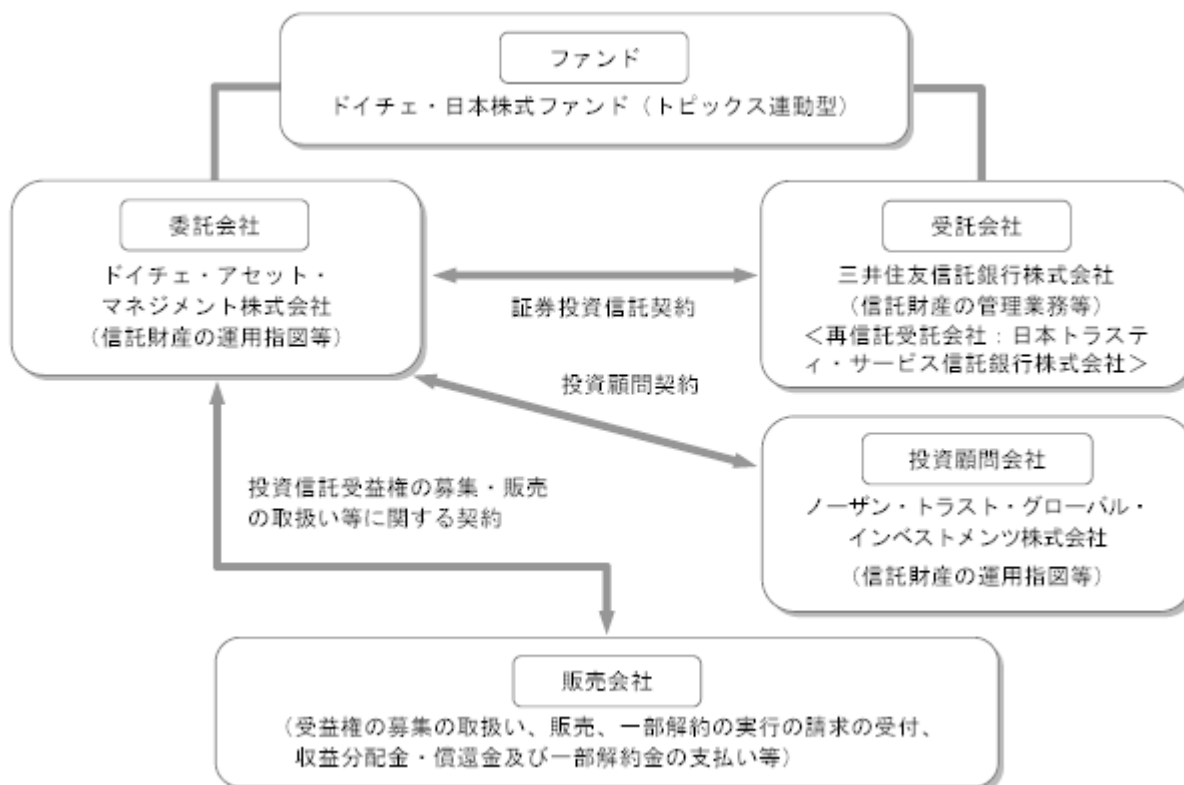 ファンド
ドイチェ・日本株式ファンド（トピックス連動型）
委託会社
ドイチェ・アセット・
マネジメント株式会社
（信託財産の運用指図等）
証券投資信託契約
受託会社
三井住友信託銀行株式会社
（信託財産の管理業務等）
＜再信託受託会社：日本トラステ
ィ・サービス信託銀行株式会社＞
投資顧問契約
投資顧問会社
ノーザン・トラスト・グローバル・
インベストメンツ株式会社
（信託財産の運用指図等）
投資信託受益権の募集・販売
の取扱い等に関する契約
販売会社
（受益権の募集の取扱い、販売、一部解約の実行の請求の受付、
収益分配金・償還金及び一部解約金の支払い等）